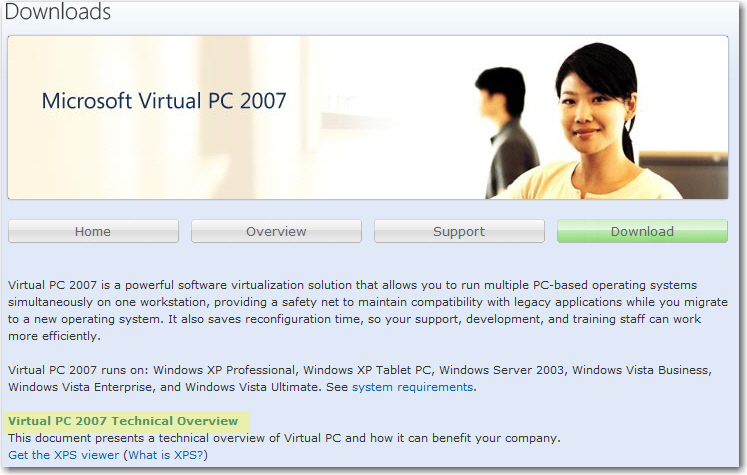 Downloads
Microsoft Virtual PC 2007
Home
Overview
Support
Download
Virtual PC 2007 is a powerful software virtualization solution that allows you to run multiple PC-based operating systems
simultaneously on one workstation, providing a safety net to maintain compatibility with legacy applications while you migrate
to a new operating system. It also saves reconfiguration time, so your support, development, and training staff can work
more efficiently.
Virtual PC 2007 runs on: Windows XP Professional, Windows XP Tablet PC, Windows Server 2003, Windows Vista Business,
Windows Vista Enterprise, and Windows Vista Ultimate. See system requirements.
Virtual PC 2007 Technical Overview
This document presents a technical overview of Virtual PC and how it can benefit your company.
Get the XPS viewer (What is XPS?)